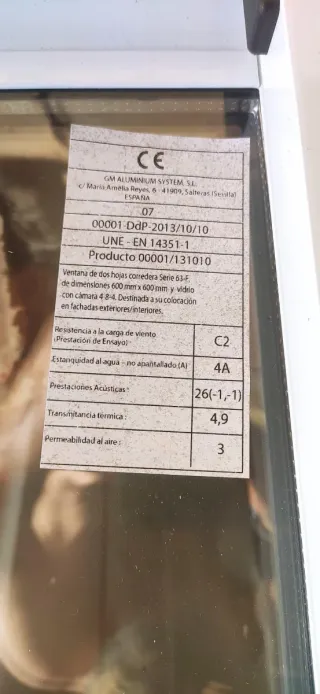 CE
GM ALUMINIUM SYSTEM, S.L.
c/ María Amelia Reyes, 6 - 41909, Salteras (Sevilla)
ESPAÑA
07
00001-DdP-2013/10/10
UNE - EN 14351-1
Producto 00001/131010
Ventana de dos hojas corredera Serie 63-F
de dimensiones 600 mm x 600 mm y vidrio
con cámara 4-8-4. Destinada a su colocación
en fachadas exteriores/interiores.
Resistencia a la carga de viento
(Prestación de Ensayo): C2
Estanquidad al agua - no apantallado (A) 4A
Prestaciones Acústicas: 26(-1,-1)
Transmitancia térmica: 4,9
Permeabilidad al aire: 3